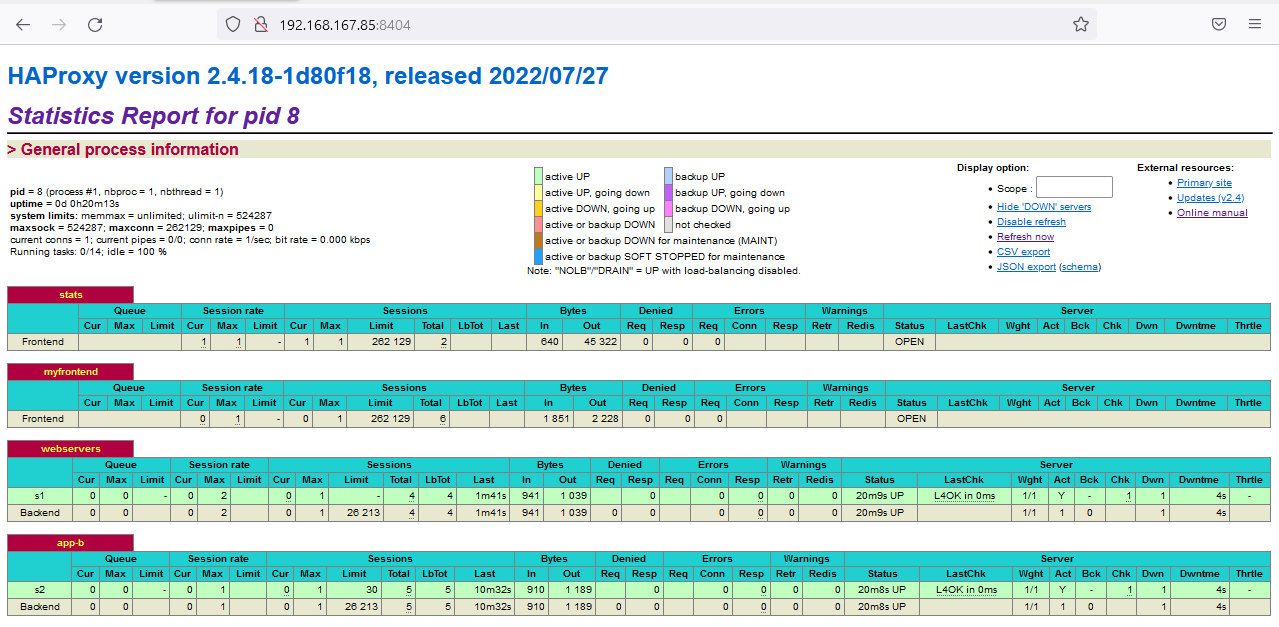 192.168.167.85:8404
HAProxy version 2.4.18-1d80f18, released 2022/07/27
Statistics Report for pid 8
> General process information
pid = 8 (process #1, nbproc = 1, nbthread = 1)
uptime = 0d 0h20m13s
system limits: memmax = unlimited; ulimit-n = 524287
maxsock = 524287; maxconn = 262129; maxpipes = 0
current conns = 1; current pipes = 0/0; conn rate = 1/sec; bit rate = 0.000 kbps
Running tasks: 0/14; idle = 100 %
active UP backup UP
active UP, going down backup UP, going down
active DOWN, going up backup DOWN, going up
active or backup DOWN not checked
active or backup DOWN for maintenance (MAINT)
active or backup SOFT STOPPED for maintenance
Note: "NOLB"/"DRAIN" = UP with load-balancing disabled.
Display option:
• Scope :
• Hide 'DOWN' servers
• Disable refresh
• Refresh now
• CSV export
• JSON export (schema)
External resources:
• Primary site
• Updates (v2.4)
• Online manual
stats
Queue Session rate Sessions Bytes Denied Errors Warnings Server
Cur Max Limit Cur Max Limit Cur Max Limit Total LbTot Last In Out Req Resp Req Conn Resp Retr Redis Status LastChk Wght Act Bck Chk Dwn Dwntme Thrtle
Frontend 1 1 - 1 1 262 129 2 640 45 322 0 0 0 OPEN
myfrontend
Queue Session rate Sessions Bytes Denied Errors Warnings Server
Cur Max Limit Cur Max Limit Cur Max Limit Total LbTot Last In Out Req Resp Req Conn Resp Retr Redis Status LastChk Wght Act Bck Chk Dwn Dwntme Thrtle
Frontend 0 1 - 0 1 262 129 6 1 851 2 228 0 0 0 OPEN
webservers
Queue Session rate Sessions Bytes Denied Errors Warnings Server
Cur Max Limit Cur Max Limit Cur Max Limit Total LbTot Last In Out Req Resp Req Conn Resp Retr Redis Status LastChk Wght Act Bck Chk Dwn Dwntme Thrtle
s1 0 0 - 0 2 0 1 - 4 4 1m41s 941 1 039 0 0 0 0 0 20m9s UP L4OK in 0ms 1/1 Y - 1 1 4s -
Backend 0 0 0 2 0 1 26 213 4 4 1m41s 941 1 039 0 0 0 0 0 0 20m9s UP 1/1 1 0 1 4s
app-b
Queue Session rate Sessions Bytes Denied Errors Warnings Server
Cur Max Limit Cur Max Limit Cur Max Limit Total LbTot Last In Out Req Resp Req Conn Resp Retr Redis Status LastChk Wght Act Bck Chk Dwn Dwntme Thrtle
s2 0 0 - 0 1 0 1 30 5 5 10m32s 910 1 189 0 0 0 0 0 20m8s UP L4OK in 0ms 1/1 Y - 1 1 4s -
Backend 0 0 0 1 0 1 26 213 5 5 10m32s 910 1 189 0 0 0 0 0 0 20m8s UP 1/1 1 0 1 4s